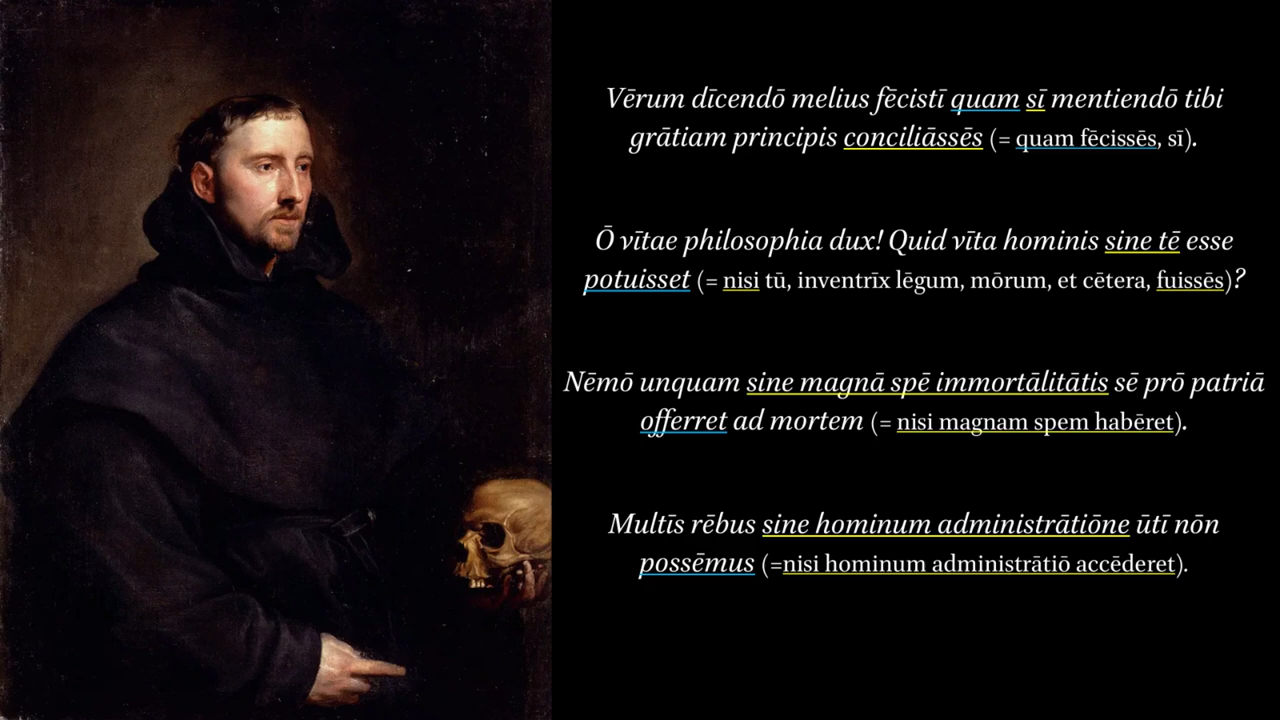 Vērum dīcendō melius fēcistī quam sī mentiendō tibi
grātiam principis conciliāssēs (= quam fēcissēs, sī).
Ō vītae philosophia dux! Quid vīta hominis sine tē esse
potuisset (= nisi tū, inventrīx lēgum, mōrum, et cētera, fuissēs)?
Nēmō unquam sine magnā spē immortālitātis sē prō patriā
offerret ad mortem (= nisi magnam spem habēret).
Multīs rēbus sine hominum administrātiōne ūtī nōn
possēmus (=nisi hominum administrātiō accēderet).